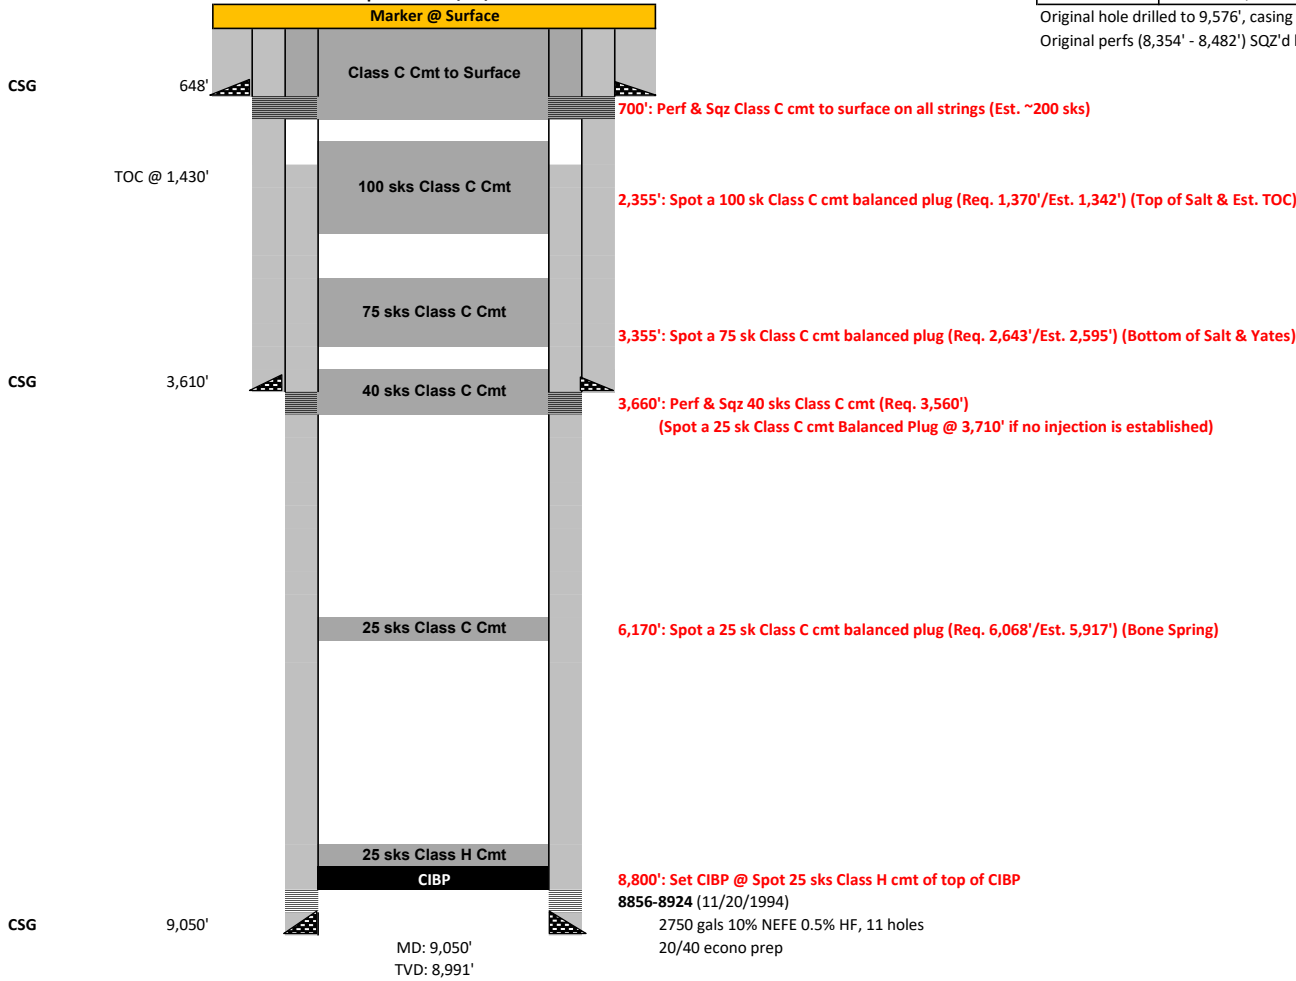 Marker @ Surface
Original hole drilled to 9,576', casing
Original perfs (8,354' - 8,482') SQZ'd
Class C Cmt to Surface
CSG 648'
700': Perf & Sqz Class C cmt to surface on all strings (Est. ~200 sks)
TOC @ 1,430'
100 sks Class C Cmt
2,355': Spot a 100 sk Class C cmt balanced plug (Req. 1,370'/Est. 1,342') (Top of Salt & Est. TOC)
75 sks Class C Cmt
3,355': Spot a 75 sk Class C cmt balanced plug (Req. 2,643'/Est. 2,595') (Bottom of Salt & Yates)
CSG 3,610'
40 sks Class C Cmt
3,660': Perf & Sqz 40 sks Class C cmt (Req. 3,560')
(Spot a 25 sk Class C cmt Balanced Plug @ 3,710' if no injection is established)
25 sks Class C Cmt
6,170': Spot a 25 sk Class C cmt balanced plug (Req. 6,068'/Est. 5,917') (Bone Spring)
25 sks Class H Cmt
CIBP
8,800': Set CIBP @ Spot 25 sks Class H cmt of top of CIBP
8856-8924 (11/20/1994)
CSG 9,050'
2750 gals 10% NEFE 0.5% HF, 11 holes
MD: 9,050'
20/40 econo prep
TVD: 8,991'